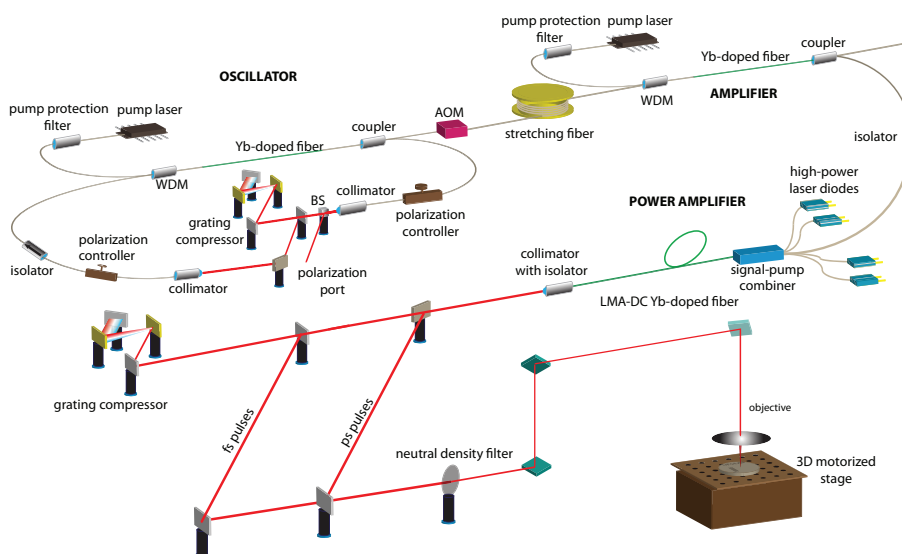 pump protection
filter
pump laser
Yb-doped fiber
coupler
WDM
AMPLIFIER
OSCILLATOR
AOM
stretching fiber
isolator
pump protection
filter
pump laser
Yb-doped fiber
coupler
WDM
high-power
laser diodes
BS
collimator
grating
compressor
polarization
controller
POWER AMPLIFIER
polarization
controller
isolator
collimator
polarization
port
collimator
with isolator
signal-pump
combiner
LMA-DC Yb-doped fiber
grating compressor
fs pulses
ps pulses
objective
neutral density filter
3D motorized
stage